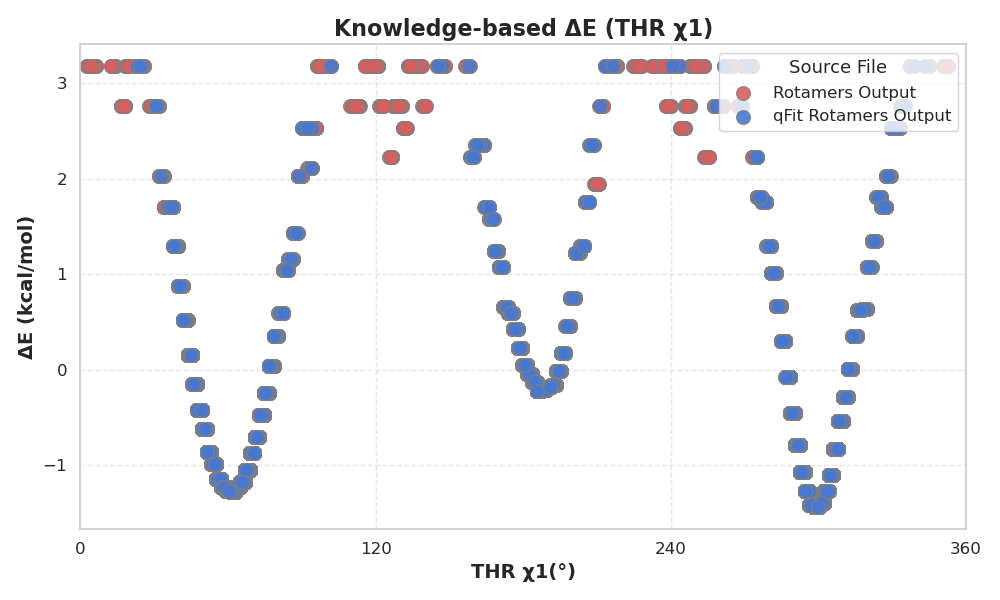 Knowledge-based ΔE (THR χ1)
Source File
Rotamers Output
qFit Rotamers Output
ΔE (kcal/mol)
3
2
1
0
−1
0
120
240
360
THR χ1(°)